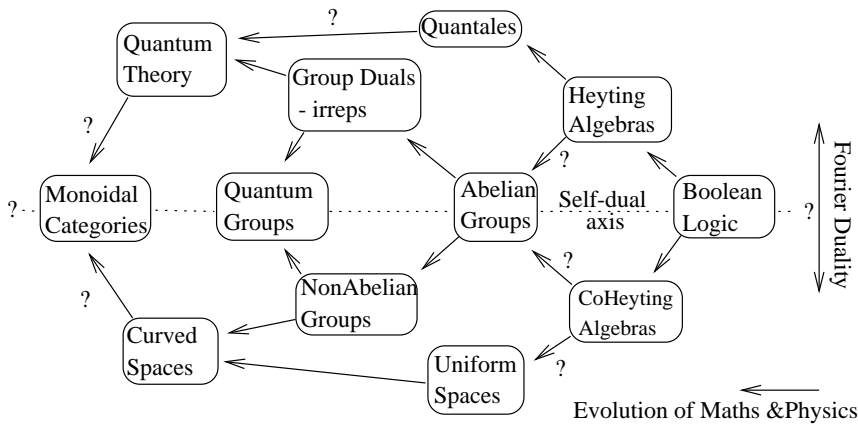 ?
Quantales
Quantum
Theory
Group Duals
- irreps
Heyting
Algebras
?
?
Monoidal
Categories
Quantum
Groups
Abelian
Groups
Self-dual
axis
Boolean
Logic
?
?
Fourier Duality
NonAbelian
Groups
?
CoHeyting
Algebras
?
Curved
Spaces
Uniform
Spaces
?
Evolution of Maths &Physics